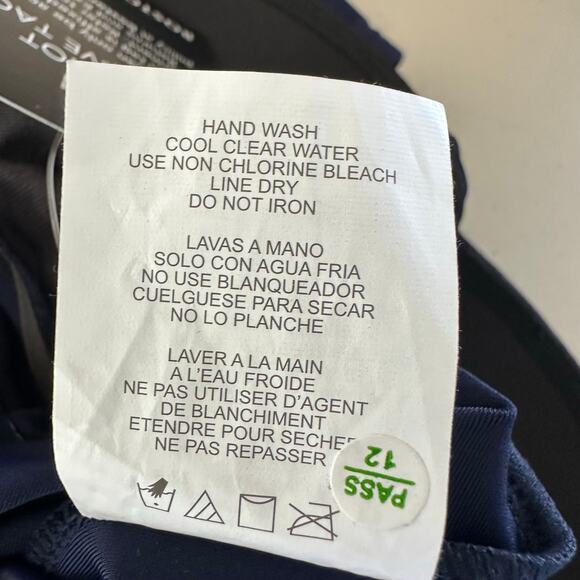 HAND WASH
COOL CLEAR WATER
USE NON CHLORINE BLEACH
LINE DRY
DO NOT IRON
LAVAS A MANO
SOLO CON AGUA FRIA
NO USE BLANQUEADOR
CUELGUESE PARA SECAR
NO LO PLANCHE
LAVER A LA MAIN
A L'EAU FROIDE
NE PAS UTILISER D'AGENT
DE BLANCHIMENT
ETENDRE POUR SECHER
NE PAS REPASSER
PASS
12